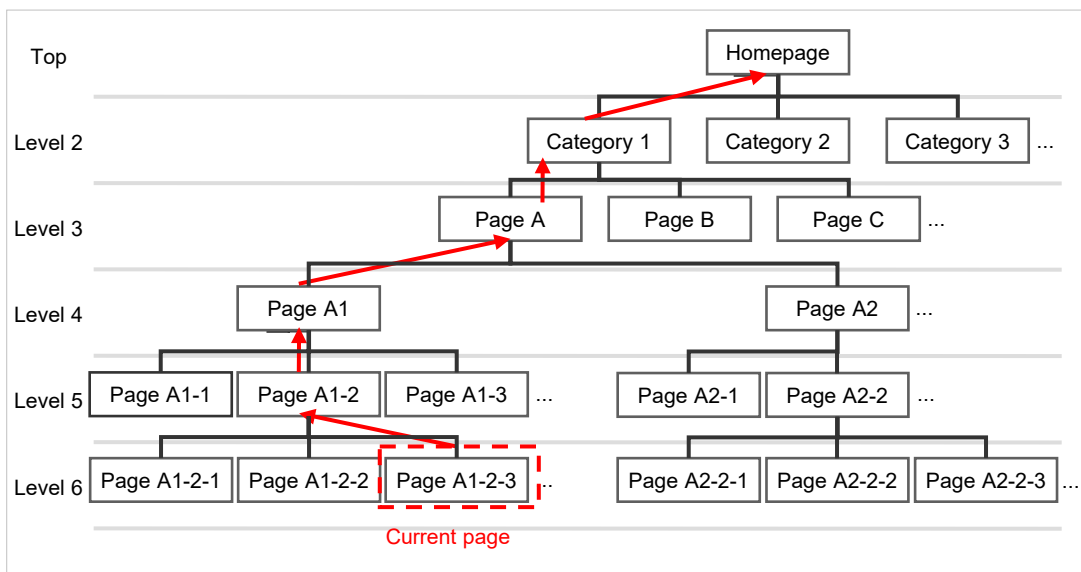 Top
Homepage
Level 2
Category 1
Category 2
Category 3
...
Level 3
Page A
Page B
Page C
...
Level 4
Page A1
Page A2
...
Level 5
Page A1-1
Page A1-2
Page A1-3
...
Page A2-1
Page A2-2
...
Level 6
Page A1-2-1
Page A1-2-2
Page A1-2-3
..
Page A2-2-1
Page A2-2-2
Page A2-2-3
...
Current page